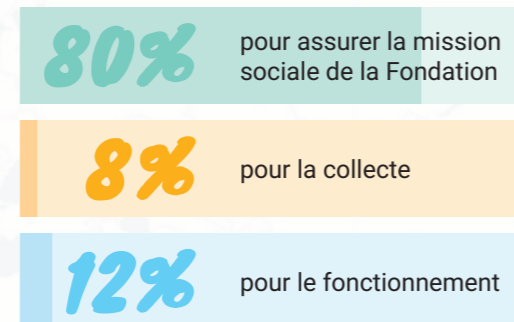 80%
pour assurer la mission
sociale de la Fondation
8%
pour la collecte
12%
pour le fonctionnement